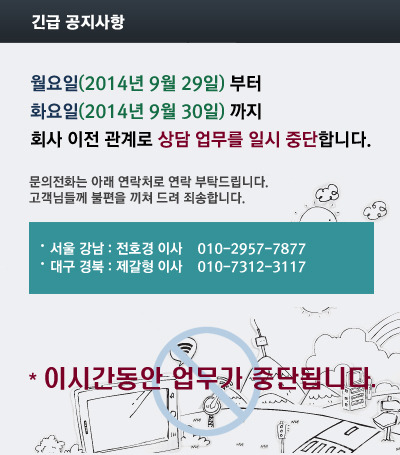 긴급 공지사항
월요일(2014년 9월 29일) 부터
화요일(2014년 9월 30일) 까지
회사 이전 관계로 상담 업무를 일시 중단합니다.
문의전화는 아래 연락처로 연락 부탁드립니다.
고객님들께 불편을 끼쳐 드려 죄송합니다.
· 서울 강남 : 전호경 이사 010-2957-7877
· 대구 경북 : 제갈형 이사 010-7312-3117
* 이시간동안 업무가 중단됩니다.